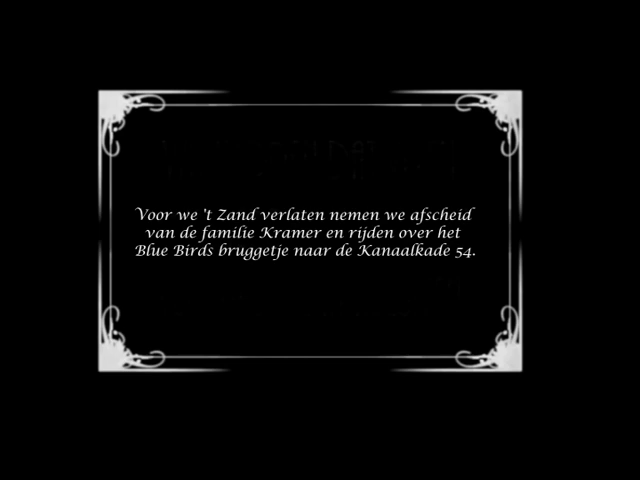 Voor we 't Zand verlaten nemen we afscheid
van de familie Kramer en rijden over het
Blue Birds bruggetje naar de Kanaalkade 54.